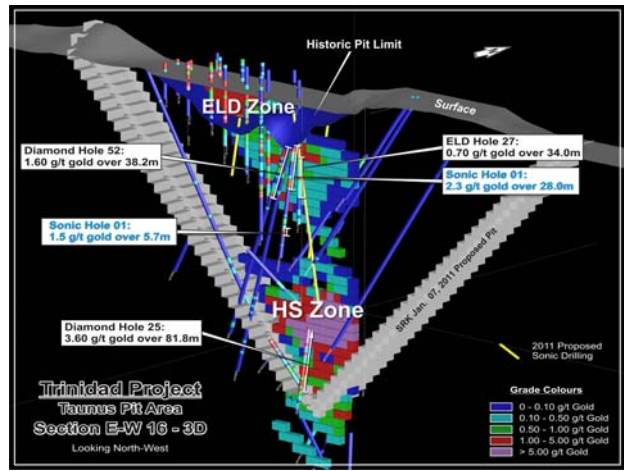 Historic Pit Limit
ELD Zone
Surface
Diamond Hole 52:
1.60 g/t gold over 38.2m
ELD Hole 27:
0.70 g/t gold over 34.0m
Sonic Hole 01:
2.3 g/t gold over 28.0m
Sonic Hole 01:
1.5 g/t gold over 5.7m
HS Zone
SRK Jan. 07, 2011 Proposed Pit
Diamond Hole 25:
3.60 g/t gold over 81.8m
2011 Proposed
Sonic Drilling
Trinidad Project
Taunus Pit Area
Section E-W 16 - 3D
Looking North-West
Grade Colours
0 - 0.10 g/t Gold
0.10 - 0.50 g/t Gold
0.50 - 1.00 g/t Gold
1.00 - 5.00 g/t Gold
> 5.00 g/t Gold